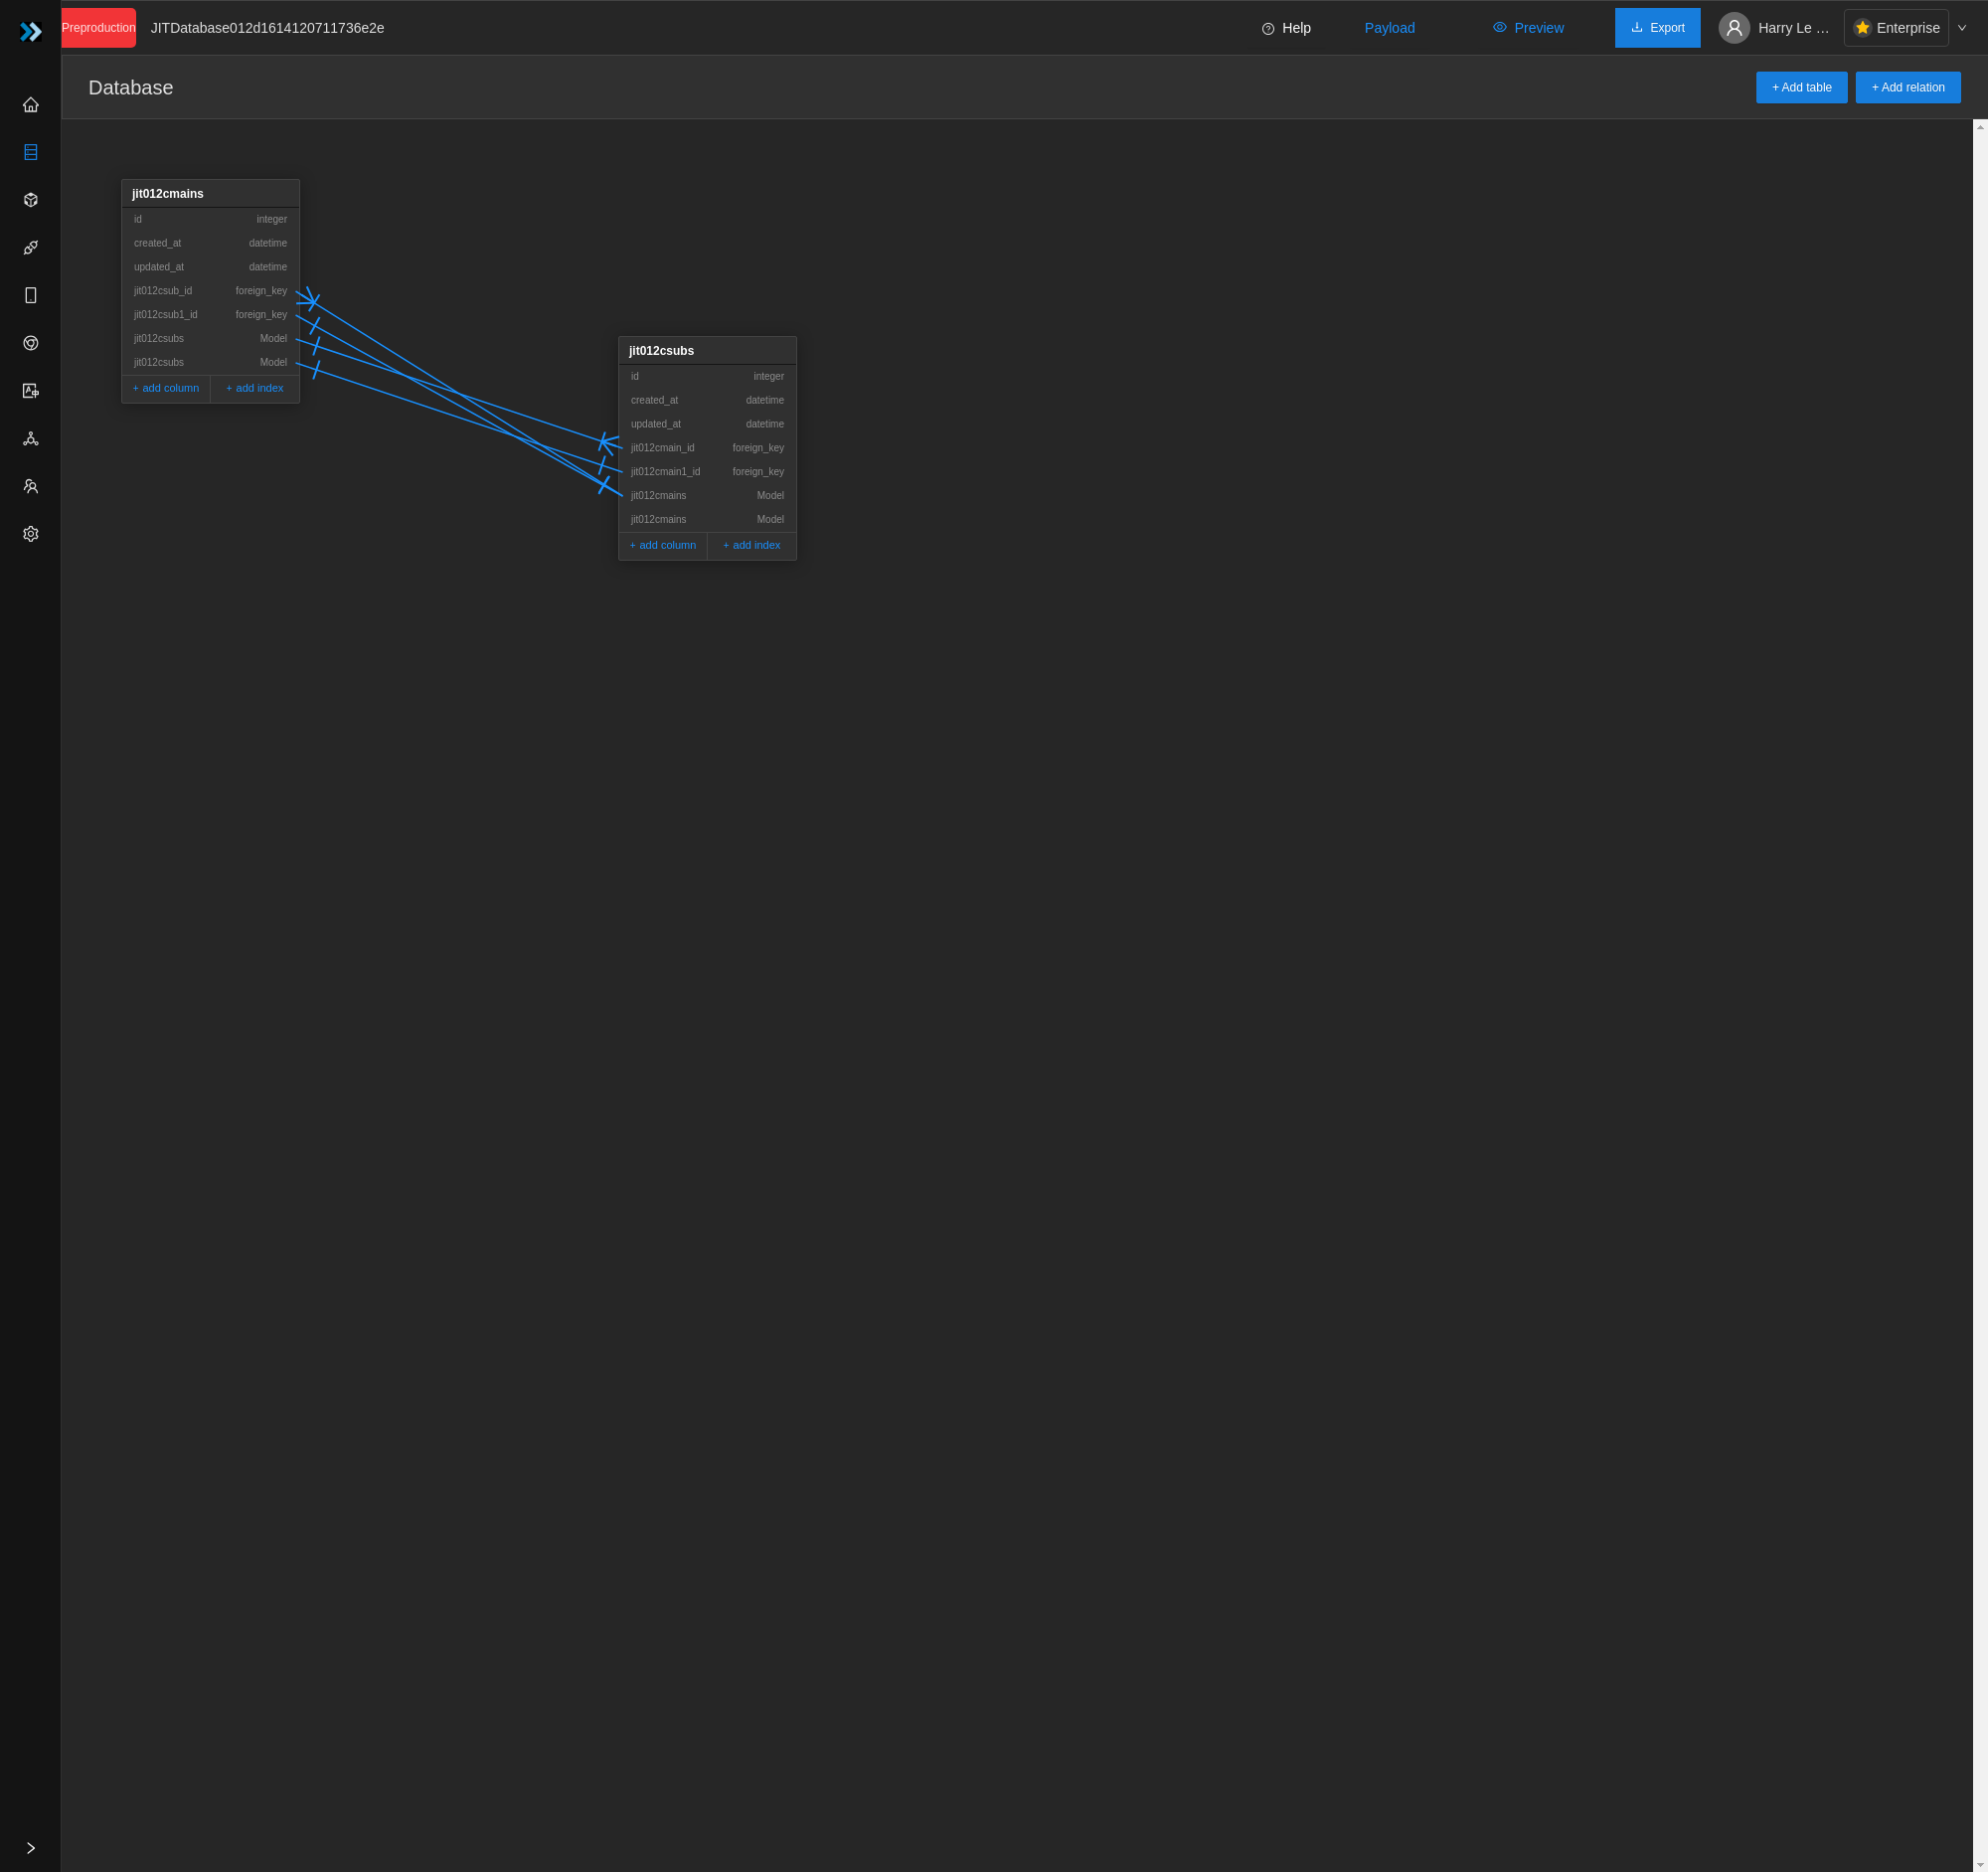 Preproduction JITDatabase012d1614120711736e2e Help Payload Preview Export Harry Le … Enterprise
Database + Add table + Add relation
jit012cmains
id integer
created_at datetime
updated_at datetime
jit012csub_id foreign_key
jit012csub1_id foreign_key
jit012csubs Model
jit012csubs Model
+ add column + add index
jit012csubs
id integer
created_at datetime
updated_at datetime
jit012cmain_id foreign_key
jit012cmain1_id foreign_key
jit012cmains Model
jit012cmains Model
+ add column + add index